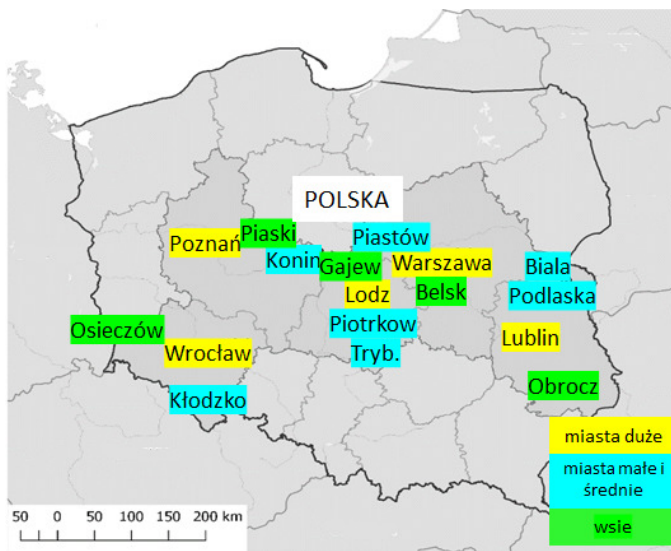 POLSKA
Piaski
Poznań
Piastów
Konin
Gajew
Warszawa
Biala
Podlaska
Lodz
Belsk
Osieczów
Piotrkow
Tryb.
Wrocław
Lublin
Kłodzko
Obrocz
miasta duże
miasta małe i
średnie
wsie
50 0 50 100 150 200 km